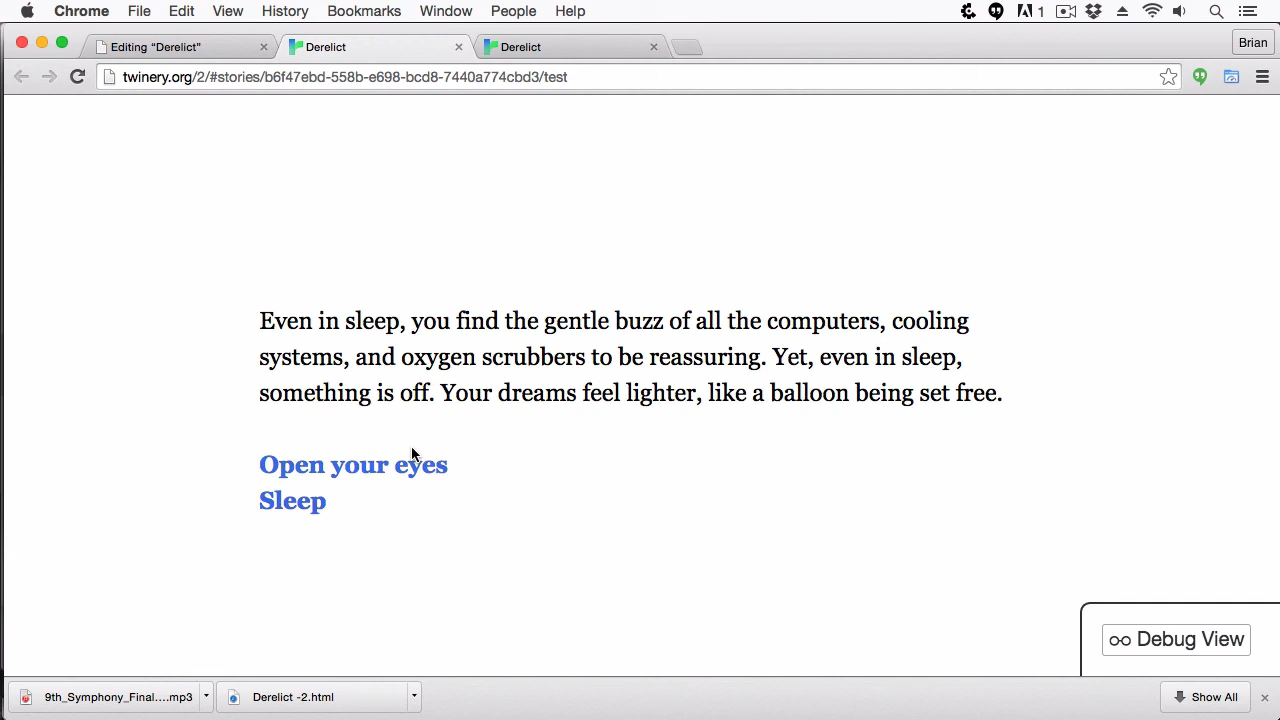 Chrome File Edit View History Bookmarks Window People Help 1
Editing “Derelict” Derelict Derelict Brian
twinery.org/2/#stories/b6f47ebd-558b-e698-bcd8-7440a774cbd3/test
Even in sleep, you find the gentle buzz of all the computers, cooling
systems, and oxygen scrubbers to be reassuring. Yet, even in sleep,
something is off. Your dreams feel lighter, like a balloon being set free.
Open your eyes
Sleep
Debug View
9th_Symphony_Final....mp3 Derelict -2.html Show All